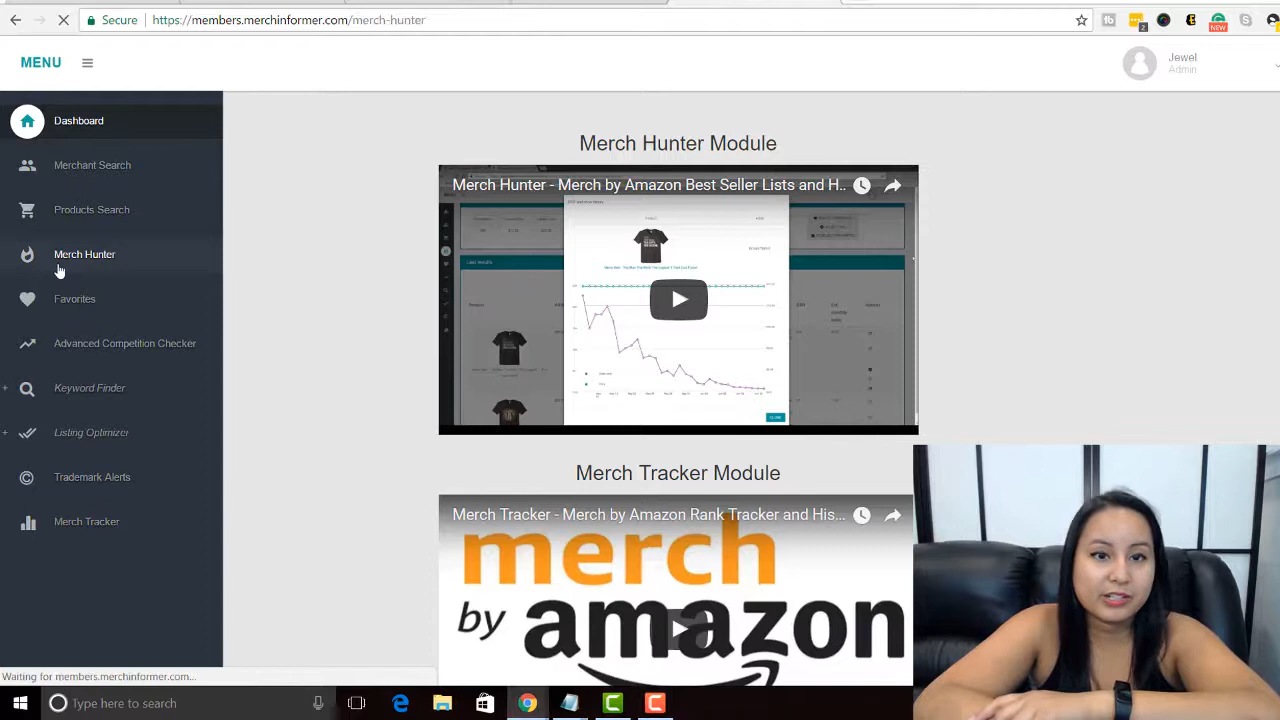 Secure https://members.merchinformer.com/merch-hunter
2
NEW
MENU
Jewel
Admin
Dashboard
Merchant Search
Products Search
Merch Hunter
Favorites
Advanced Competition Checker
Keyword Finder
Listing Optimizer
Trademark Alerts
Merch Tracker
Merch Hunter Module
Merch Hunter - Merch by Amazon Best Seller Lists and H...
Merch Tracker Module
Merch Tracker - Merch by Amazon Rank Tracker and His...
merch
by amazon
Waiting for members.merchinformer.com...
Type here to search